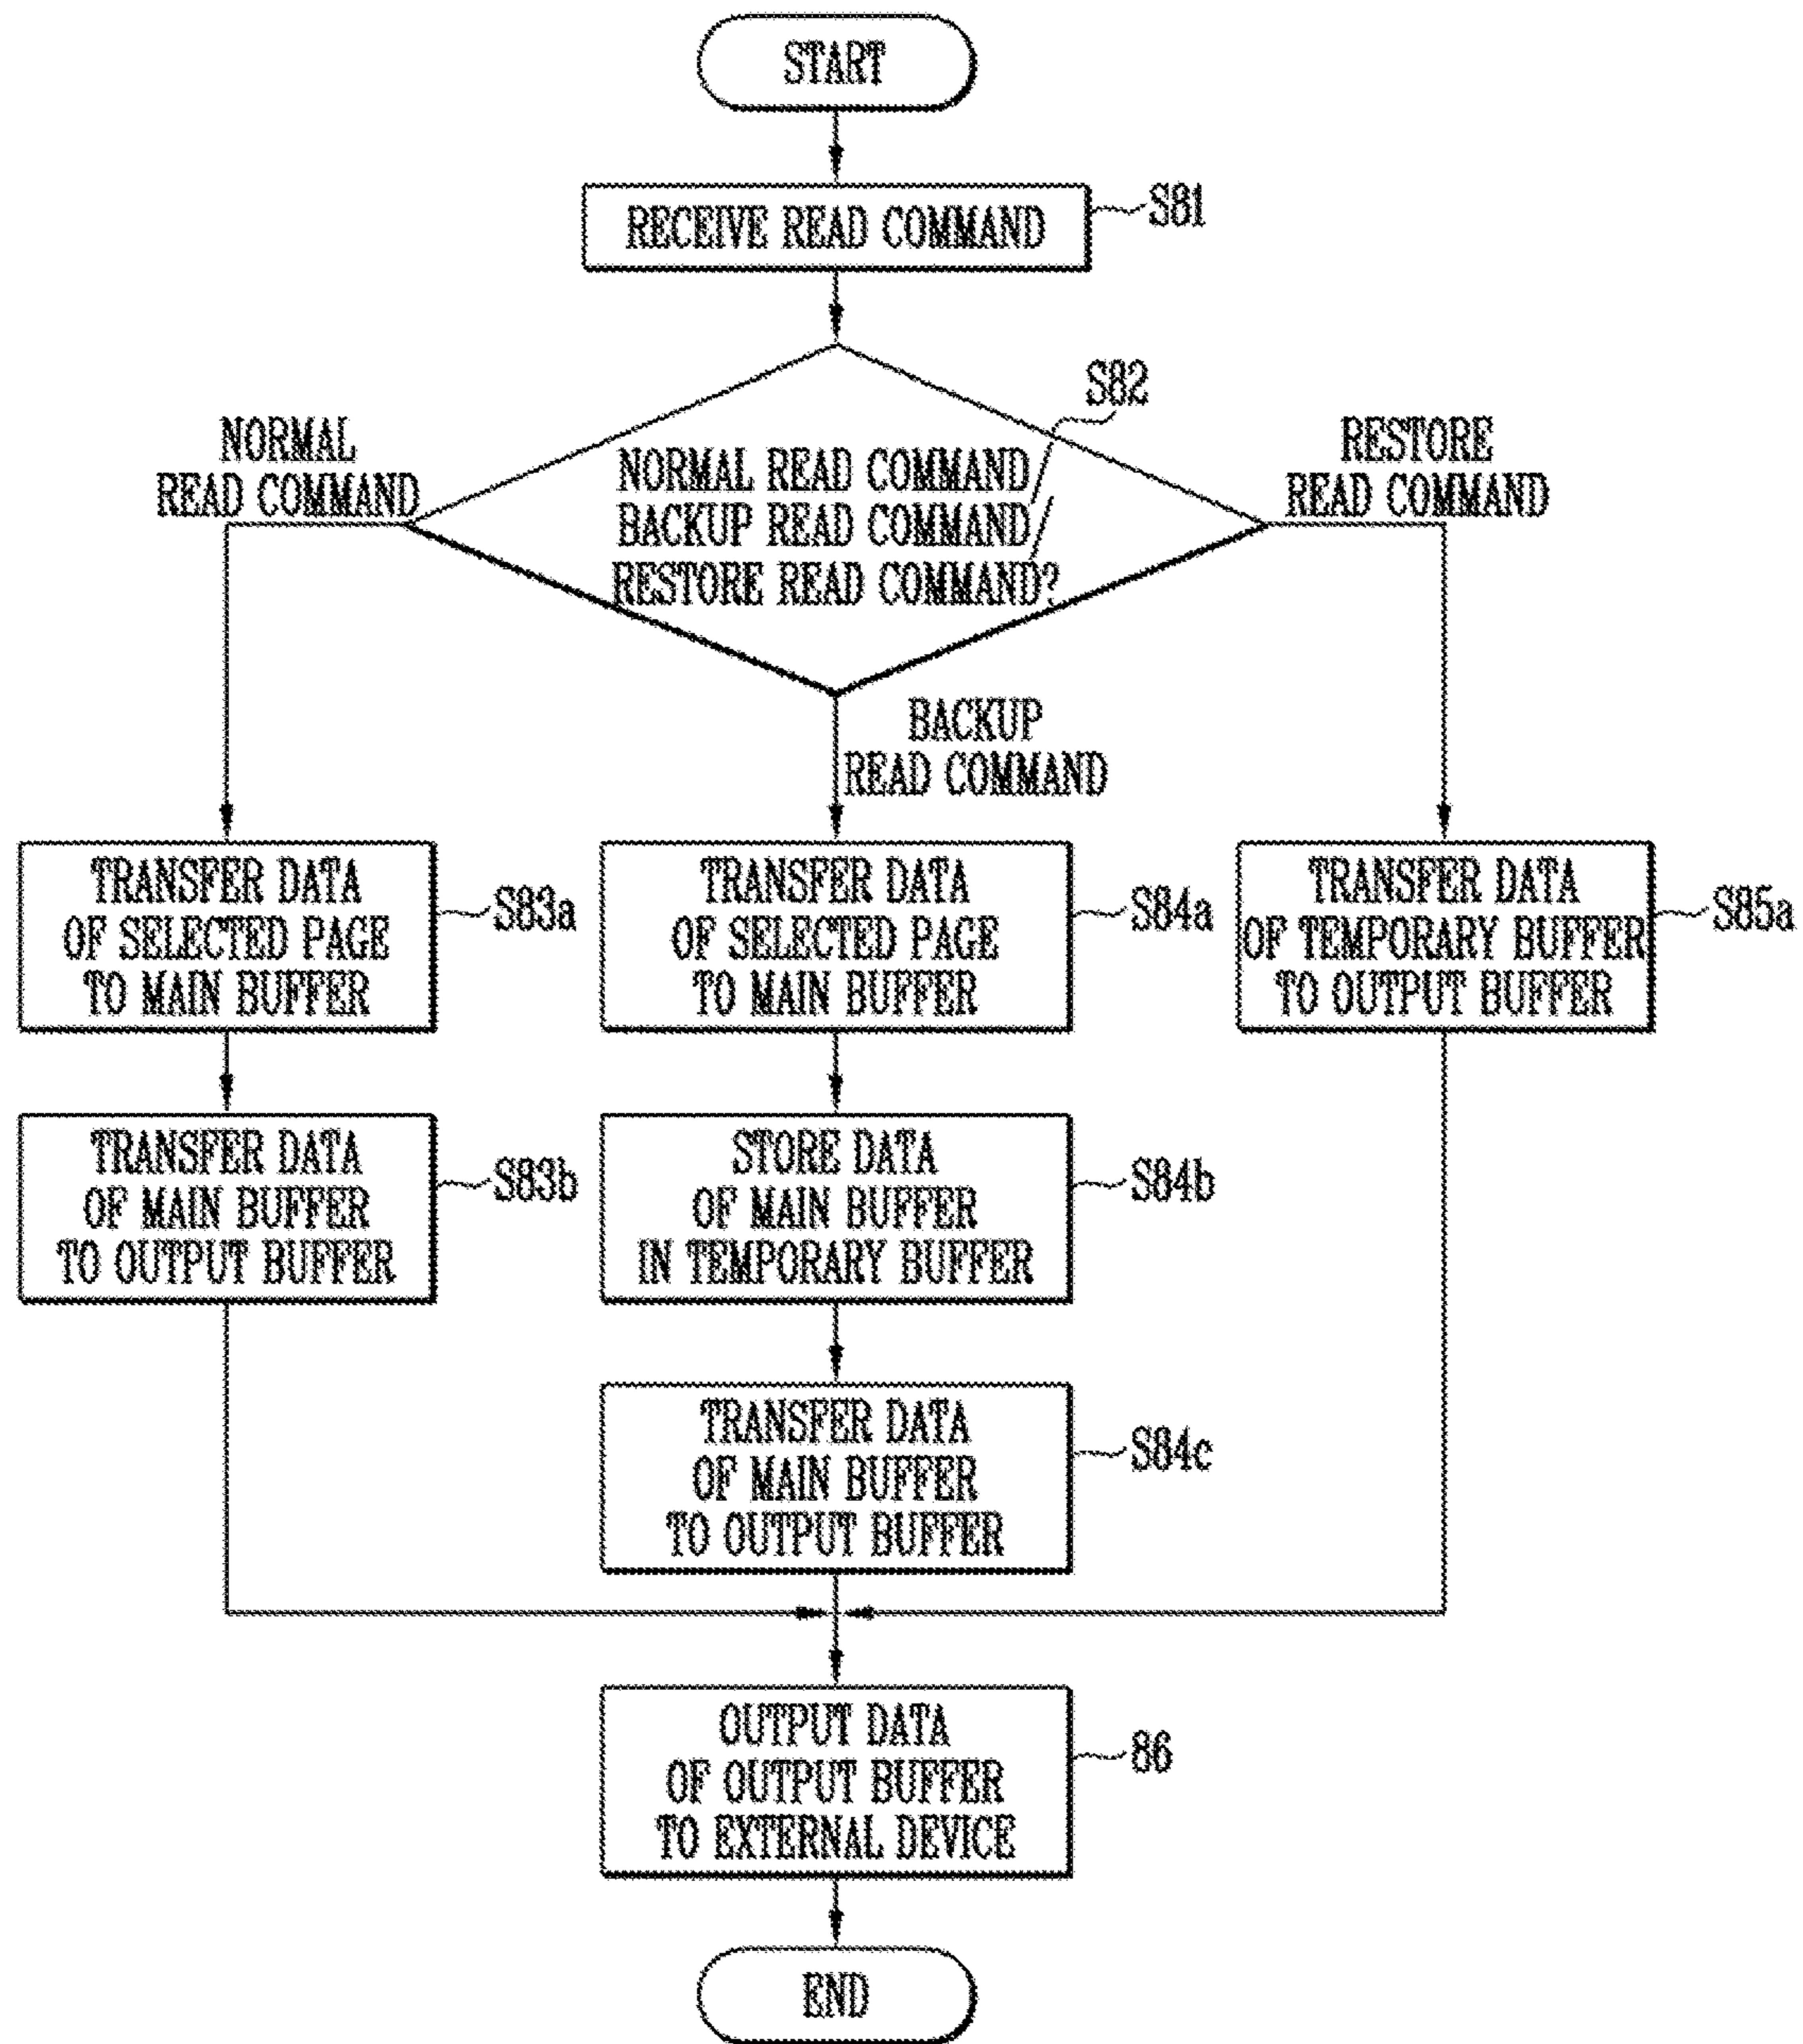 START
RECEIVE READ COMMAND
S81
S82
NORMAL
READ COMMAND
NORMAL READ COMMAND/
BACKUP READ COMMAND/
RESTORE READ COMMAND?
RESTORE
READ COMMAND
BACKUP
READ COMMAND
TRANSFER DATA
OF SELECTED PAGE
TO MAIN BUFFER
S83a
TRANSFER DATA
OF SELECTED PAGE
TO MAIN BUFFER
S84a
TRANSFER DATA
OF TEMPORARY BUFFER
TO OUTPUT BUFFER
S85a
TRANSFER DATA
OF MAIN BUFFER
TO OUTPUT BUFFER
S83b
STORE DATA
OF MAIN BUFFER
IN TEMPORARY BUFFER
S84b
TRANSFER DATA
OF MAIN BUFFER
TO OUTPUT BUFFER
S84c
OUTPUT DATA
OF OUTPUT BUFFER
TO EXTERNAL DEVICE
86
END